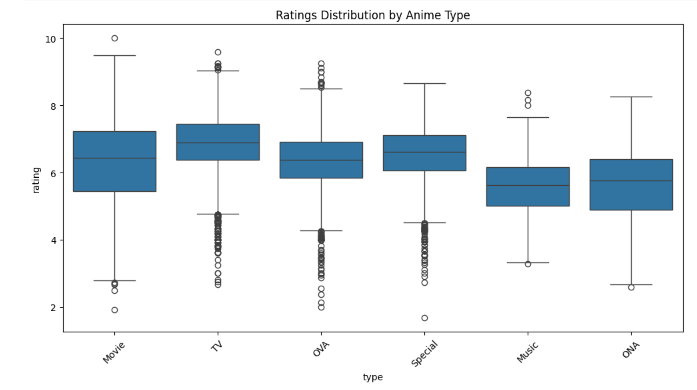 Ratings Distribution by Anime Type
10
8
6
4
2
rating
Movie
TV
OVA
Special
Music
ONA
type